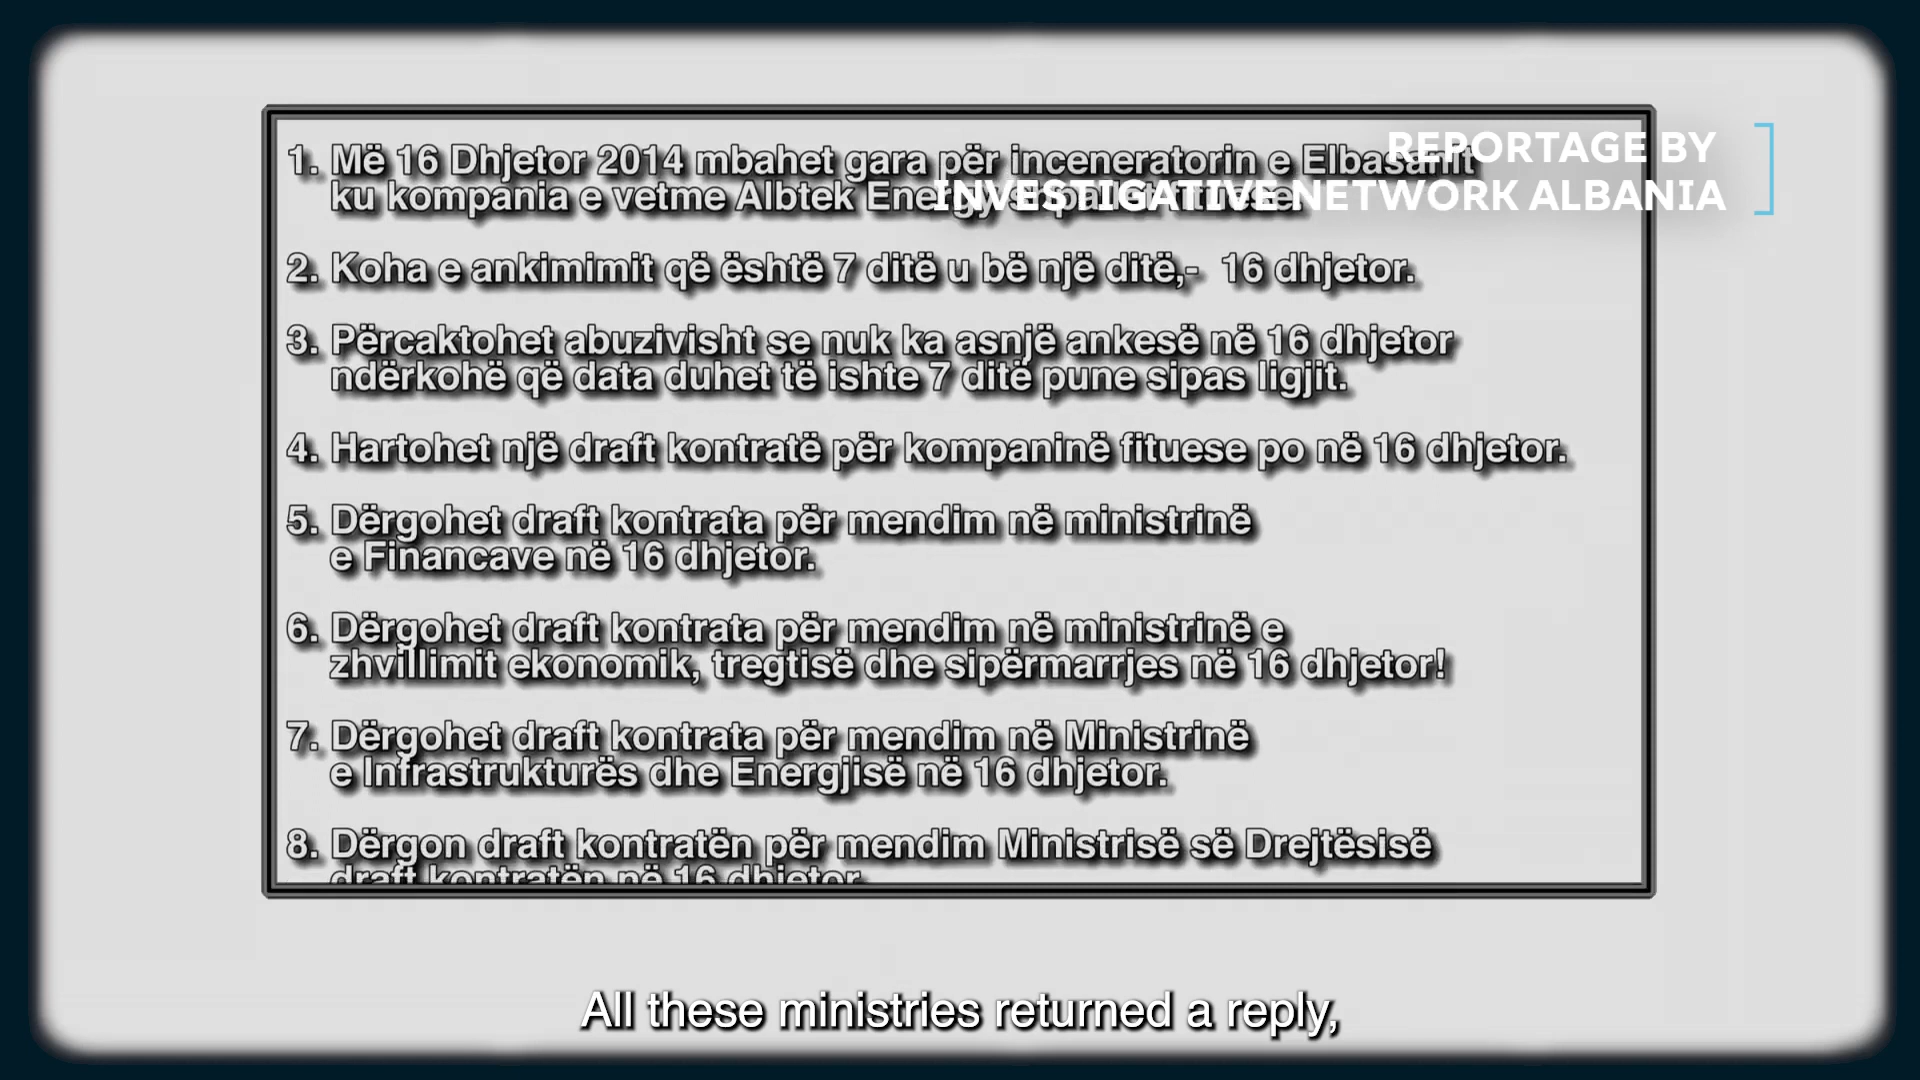 1. Më 16 Dhjetor 2014 mbahet gara për inceneratorin e Elbasanit
ku kompania e vetme Albtek Energy
REPORTAGE BY
INVESTIGATIVE NETWORK ALBANIA
2. Koha e ankimimit që është 7 ditë u bë një ditë,- 16 dhjetor.
3. Përcaktohet abuzivisht se nuk ka asnjë ankesë në 16 dhjetor
ndërkohë që data duhet të ishte 7 ditë pune sipas ligjit.
4. Hartohet një draft kontratë për kompaninë fituese po në 16 dhjetor.
5. Dërgohet draft kontrata për mendim në ministrinë
e Financave në 16 dhjetor.
6. Dërgohet draft kontrata për mendim në ministrinë e
zhvillimit ekonomik, tregtisë dhe sipërmarrjes në 16 dhjetor!
7. Dërgohet draft kontrata për mendim në Ministrinë
e Infrastrukturës dhe Energjisë në 16 dhjetor.
8. Dërgon draft kontratën për mendim Ministrisë së Drejtësisë
draft kontratën në 16 dhjetor
All these ministries returned a reply,